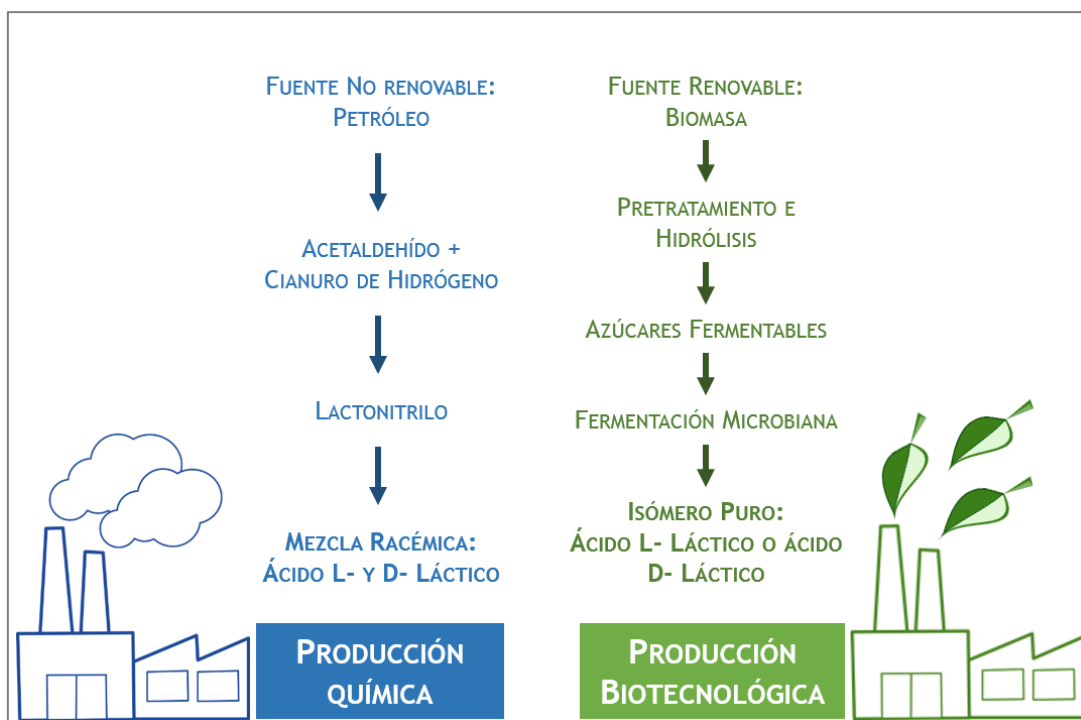 Fuente No renovable:
Petróleo
Acetaldehído +
Cianuro de Hidrógeno
Lactonitrilo
Mezcla Racémica:
Ácido L- y D- Láctico
Producción
química
Fuente Renovable:
Biomasa
Pretratamiento e
Hidrólisis
Azúcares Fermentables
Fermentación Microbiana
Isómero Puro:
Ácido L- Láctico o ácido
D- Láctico
Producción
Biotecnológica